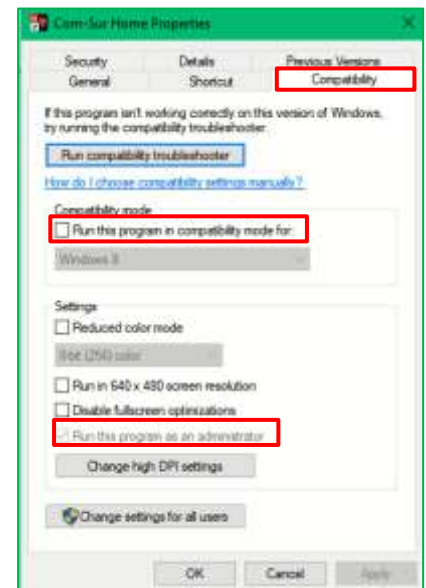 Com-Sur Home Properties
Security Details Previous Versions
General Shortcut Compatibility
If this program isn't working correctly on this version of Windows,
try running the compatibility troubleshooter.
Run compatibility troubleshooter
How do I choose compatibility settings manually?
Compatibility mode
Run this program in compatibility mode for:
Windows 8
Settings
Reduced color mode
8-bit (256) color
Run in 640 x 480 screen resolution
Disable fullscreen optimizations
Run this program as an administrator
Change high DPI settings
Change settings for all users
OK Cancel Apply